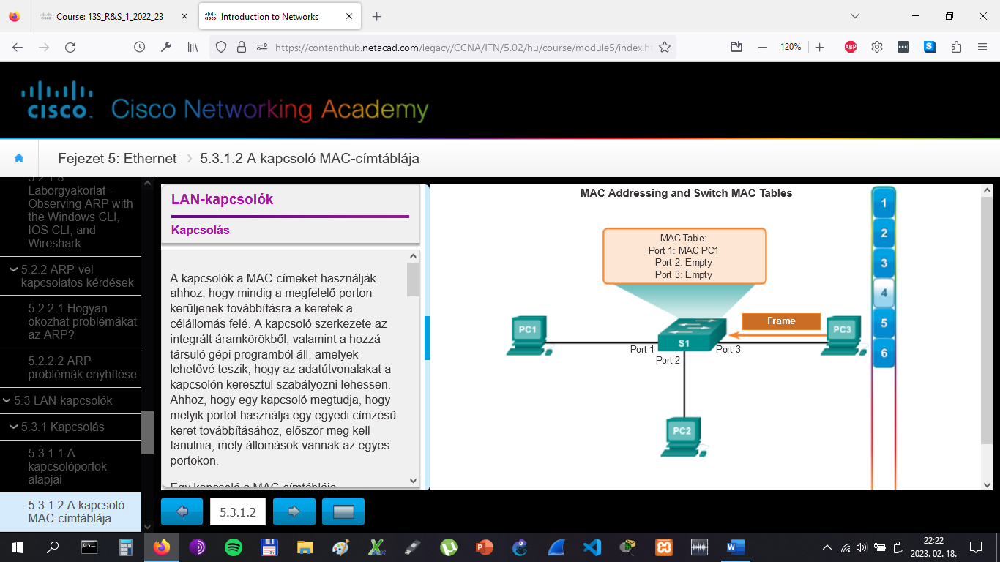 Course: 13S_R&S_1_2022_23
Introduction to Networks
https://contenthub.netacad.com/legacy/CCNA/ITN/5.02/hu/course/module5/index.h
120%
ABP
S
CISCO
Cisco Networking Academy
Fejezet 5: Ethernet
5.3.1.2 A kapcsoló MAC-címtáblája
5.2.1.8
Laborgyakorlat -
Observing ARP with
the Windows CLI,
IOS CLI, and
Wireshark
5.2.2 ARP-vel
kapcsolatos kérdések
5.2.2.1 Hogyan
okozhat problémákat
az ARP?
5.2.2.2 ARP
problémák enyhítése
5.3 LAN-kapcsolók
5.3.1 Kapcsolás
5.3.1.1 A
kapcsolóportok
alapjai
5.3.1.2 A kapcsoló
MAC-címtáblája
LAN-kapcsolók
Kapcsolás
A kapcsolók a MAC-címeket használják
ahhoz, hogy mindig a megfelelő porton
kerüljenek továbbításra a keretek a
célállomás felé. A kapcsoló szerkezete az
integrált áramkörökből, valamint a hozzá
társuló gépi programból áll, amelyek
lehetővé teszik, hogy az adatútvonalakat a
kapcsolón keresztül szabályozni lehessen.
Ahhoz, hogy egy kapcsoló megtudja, hogy
melyik portot használja egy egyedi címzésű
keret továbbításához, először meg kell
tanulnia, mely állomások vannak az egyes
portokon.
Egy kapcsoló a MAC-címtáblája
5.3.1.2
MAC Addressing and Switch MAC Tables
MAC Table:
Port 1: MAC PC1
Port 2: Empty
Port 3: Empty
PC1
Port 1
S1
Port 2
Port 3
Frame
PC3
PC2
1
2
3
4
5
6
22:22
2023. 02. 18.